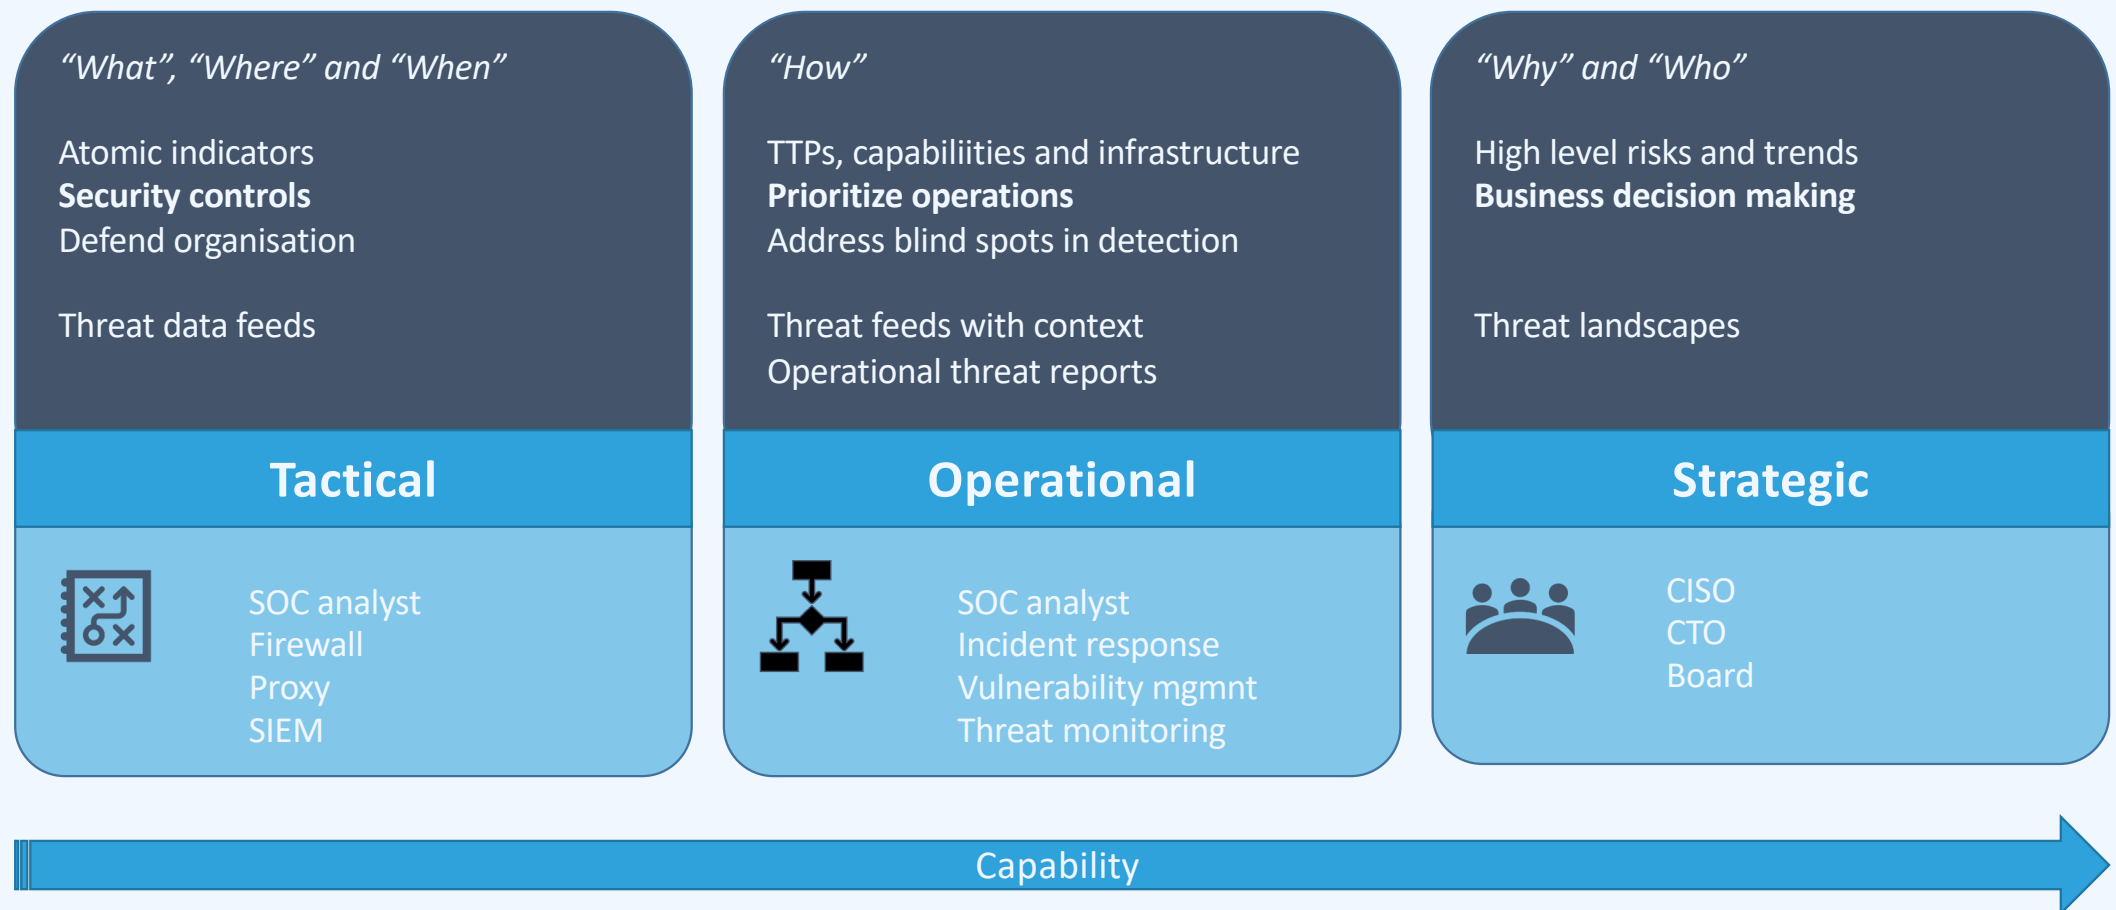 “What”, “Where” and “When”
Atomic indicators
Security controls
Defend organisation
Threat data feeds
Tactical
SOC analyst
Firewall
Proxy
SIEM
“How”
TTPs, capabiliities and infrastructure
Prioritize operations
Address blind spots in detection
Threat feeds with context
Operational threat reports
Operational
SOC analyst
Incident response
Vulnerability mgmnt
Threat monitoring
“Why” and “Who”
High level risks and trends
Business decision making
Threat landscapes
Strategic
CISO
CTO
Board
Capability